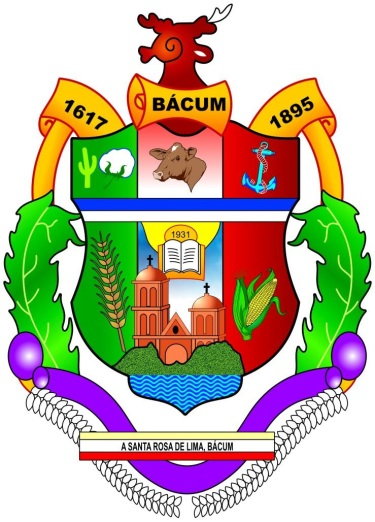 1617
BÁCUM
1895
1931
A SANTA ROSA DE LIMA, BÁCUM